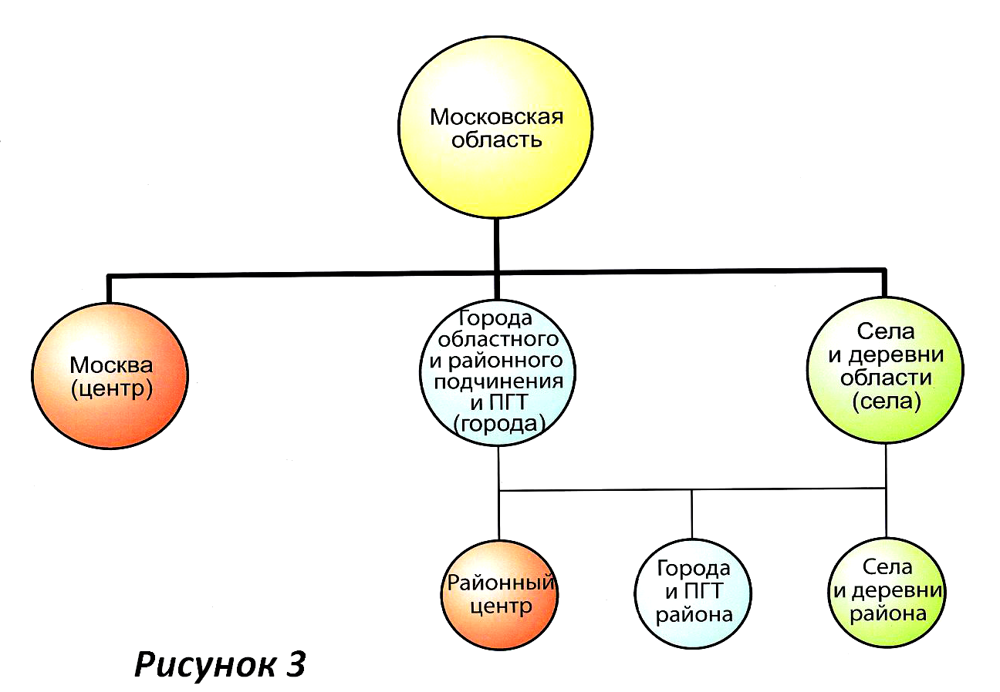 Московская
область
Москва
(центр)
Города
областного
и районного
подчинения
и ПГТ
(города)
Села
и деревни
области
(села)
Районный
центр
Города
и ПГТ
района
Села
и деревни
района
Рисунок 3